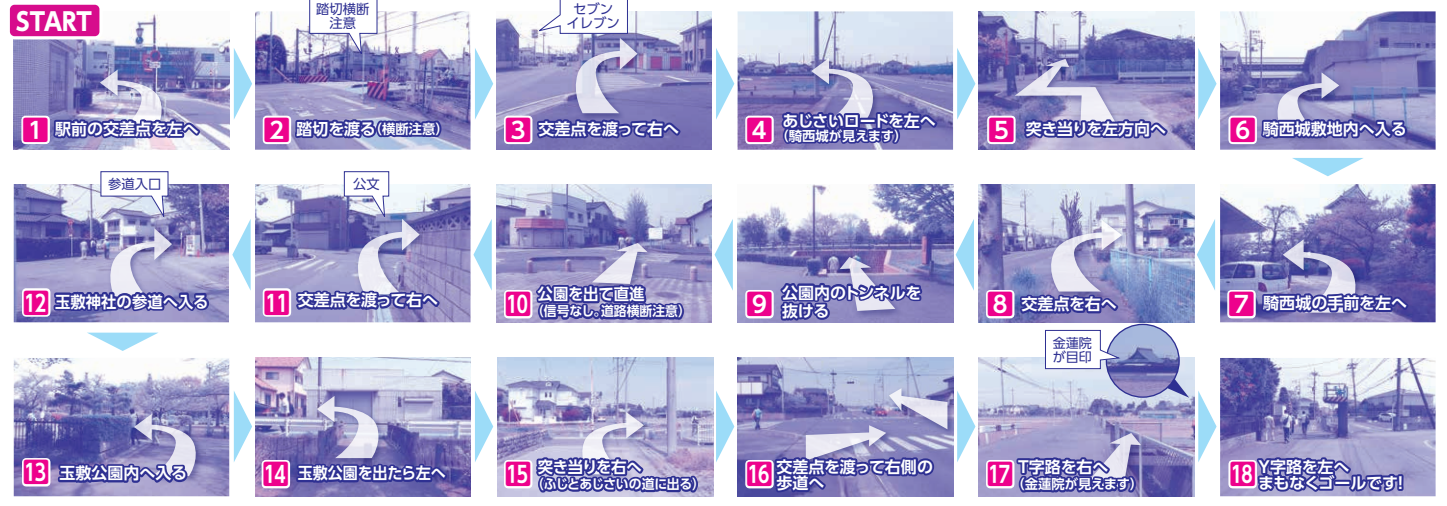 START
1 駅前の交差点を左へ
踏切横断
注意
2 踏切を渡る(横断注意)
セブン
イレブン
3 交差点を渡って右へ
4 あじさいロードを左へ
(騎西城が見えます)
5 突き当りを左方向へ
6 騎西城敷地内へ入る
7 騎西城の手前を左へ
8 交差点を右へ
9 公園内のトンネルを
抜ける
10 公園を出て直進
(信号なし。道路横断注意)
公文
11 交差点を渡って右へ
参道入口
12 玉敷神社の参道へ入る
13 玉敷公園内へ入る
14 玉敷公園を出たら左へ
15 突き当りを右へ
(ふじとあじさいの道に出る)
16 交差点を渡って右側の
歩道へ
金蓮院
が目印
17 T字路を右へ
(金蓮院が見えます)
18 Y字路を左へ
まもなくゴールです!